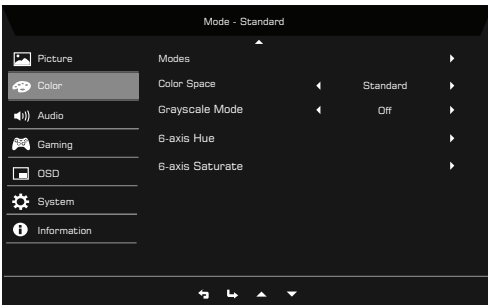 Mode - Standard
Picture
Color
Audio
Gaming
OSD
System
Information
Modes
Color Space Standard
Grayscale Mode Off
6-axis Hue
6-axis Saturate